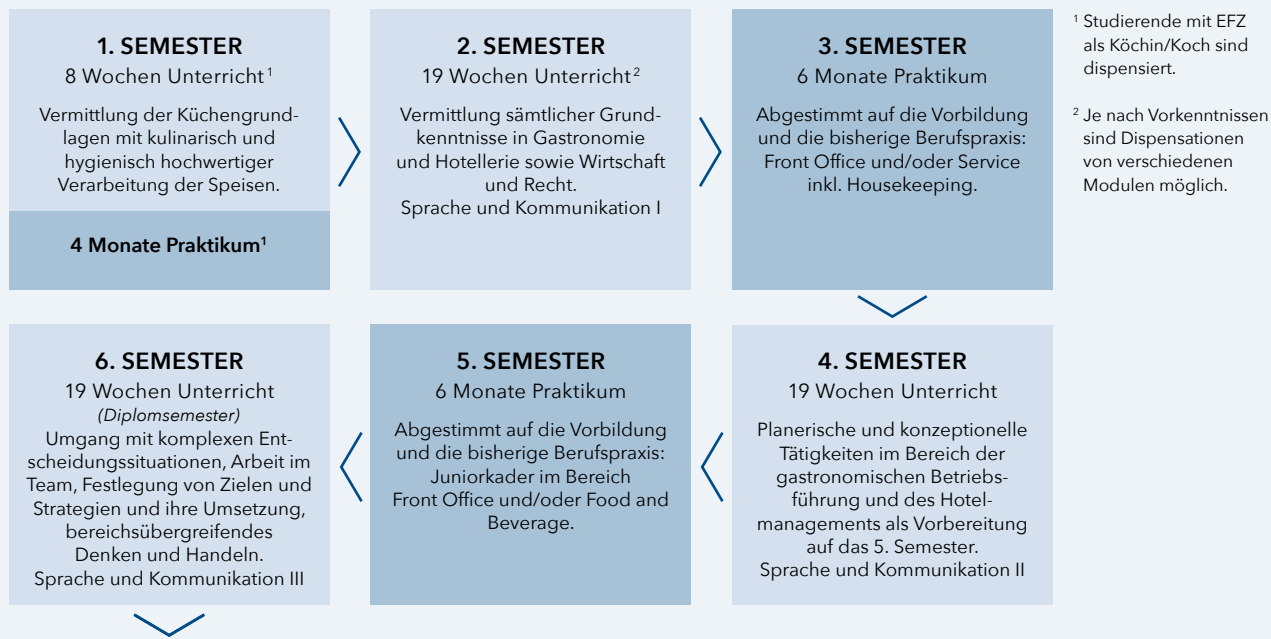 1. SEMESTER
8 Wochen Unterricht¹
Vermittlung der Küchengrund-
lagen mit kulinarisch und
hygienisch hochwertiger
Verarbeitung der Speisen.
4 Monate Praktikum¹
2. SEMESTER
19 Wochen Unterricht²
Vermittlung sämtlicher Grund-
kenntnisse in Gastronomie
und Hotellerie sowie Wirtschaft
und Recht.
Sprache und Kommunikation I
3. SEMESTER
6 Monate Praktikum
Abgestimmt auf die Vorbildung
und die bisherige Berufspraxis:
Front Office und/oder Service
inkl. Housekeeping.
¹ Studierende mit EFZ
als Köchin/Koch sind
dispensiert.
² Je nach Vorkenntnissen
sind Dispensationen
von verschiedenen
Modulen möglich.
4. SEMESTER
19 Wochen Unterricht
Planerische und konzeptionelle
Tätigkeiten im Bereich der
gastronomischen Betriebs-
führung und des Hotel-
managements als Vorbereitung
auf das 5. Semester.
Sprache und Kommunikation II
5. SEMESTER
6 Monate Praktikum
Abgestimmt auf die Vorbildung
und die bisherige Berufspraxis:
Juniorkader im Bereich
Front Office und/oder Food and
Beverage.
6. SEMESTER
19 Wochen Unterricht
(Diplomsemester)
Umgang mit komplexen Ent-
scheidungssituationen, Arbeit im
Team, Festlegung von Zielen und
Strategien und ihre Umsetzung,
bereichsübergreifendes
Denken und Handeln.
Sprache und Kommunikation III